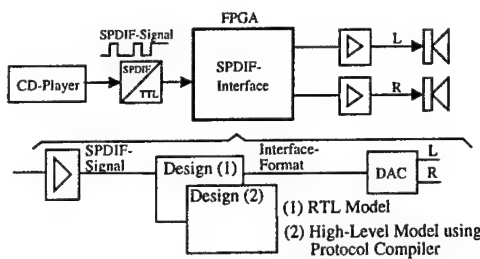 FPGA
SPDIF-Signal
CD-Player
SPDIF
TTL
SPDIF-
Interface
L
R
SPDIF-
Signal
Design (1)
Design (2)
Interface-
Format
DAC
L
R
(1) RTL Model
(2) High-Level Model using
Protocol Compiler